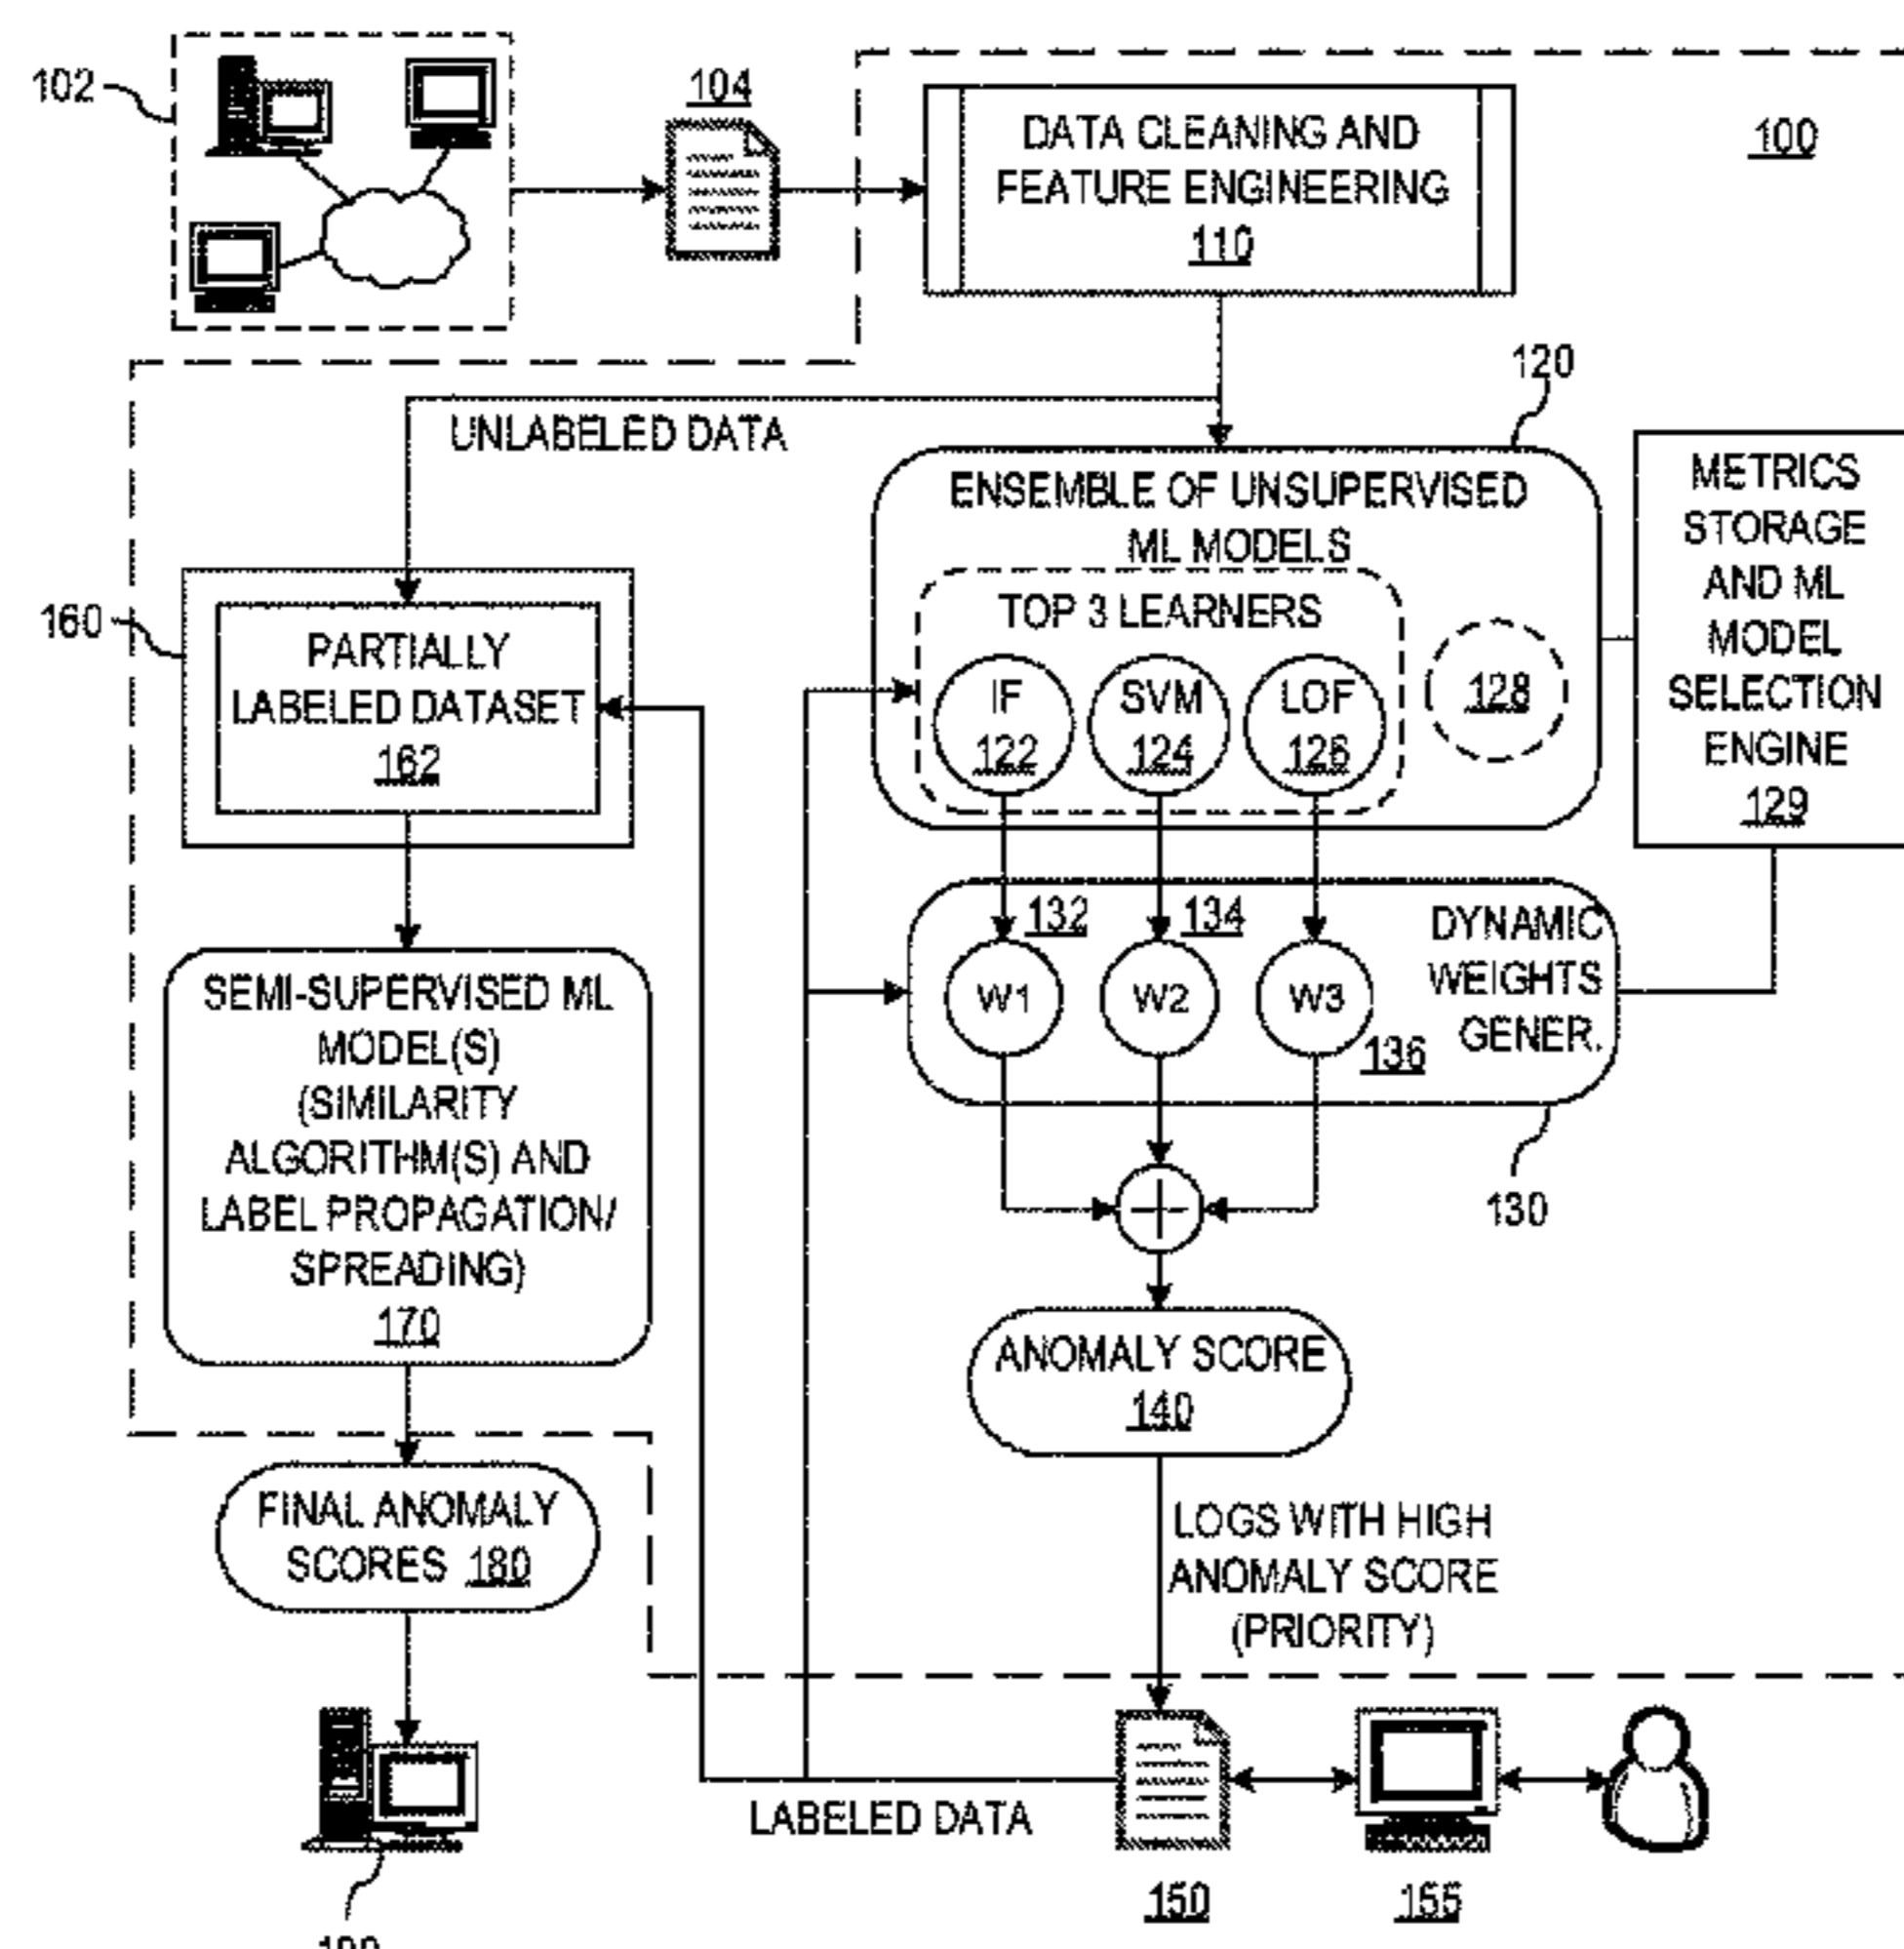 102
104
DATA CLEANING AND
FEATURE ENGINEERING
110
100
UNLABELED DATA
120
ENSEMBLE OF UNSUPERVISED
ML MODELS
TOP 3 LEARNERS
IF
122
SVM
124
LOF
126
128
METRICS
STORAGE
AND ML
MODEL
SELECTION
ENGINE
129
160
PARTIALLY
LABELED DATASET
162
132
134
DYNAMIC
WEIGHTS
GENER.
W1
W2
W3
136
130
SEMI-SUPERVISED ML
MODEL(S)
(SIMILARITY
ALGORITHM(S) AND
LABEL PROPAGATION/
SPREADING)
170
ANOMALY SCORE
140
FINAL ANOMALY
SCORES 180
LOGS WITH HIGH
ANOMALY SCORE
(PRIORITY)
LABELED DATA
150
155